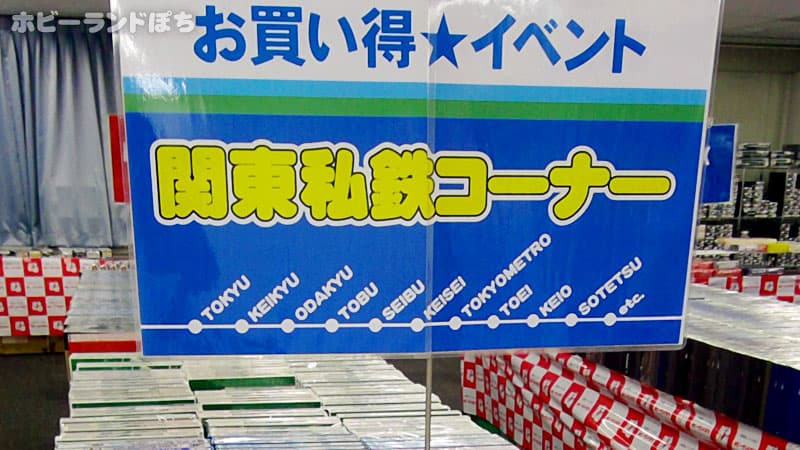 ホビーランドぽち
お買い得★イベント
関東私鉄コーナー
TOKYU
KEIKYU
ODAKYU
TOBU
SEIBU
KEISEI
TOKYOMETRO
TOEI
KEIO
SOTETSU
etc.